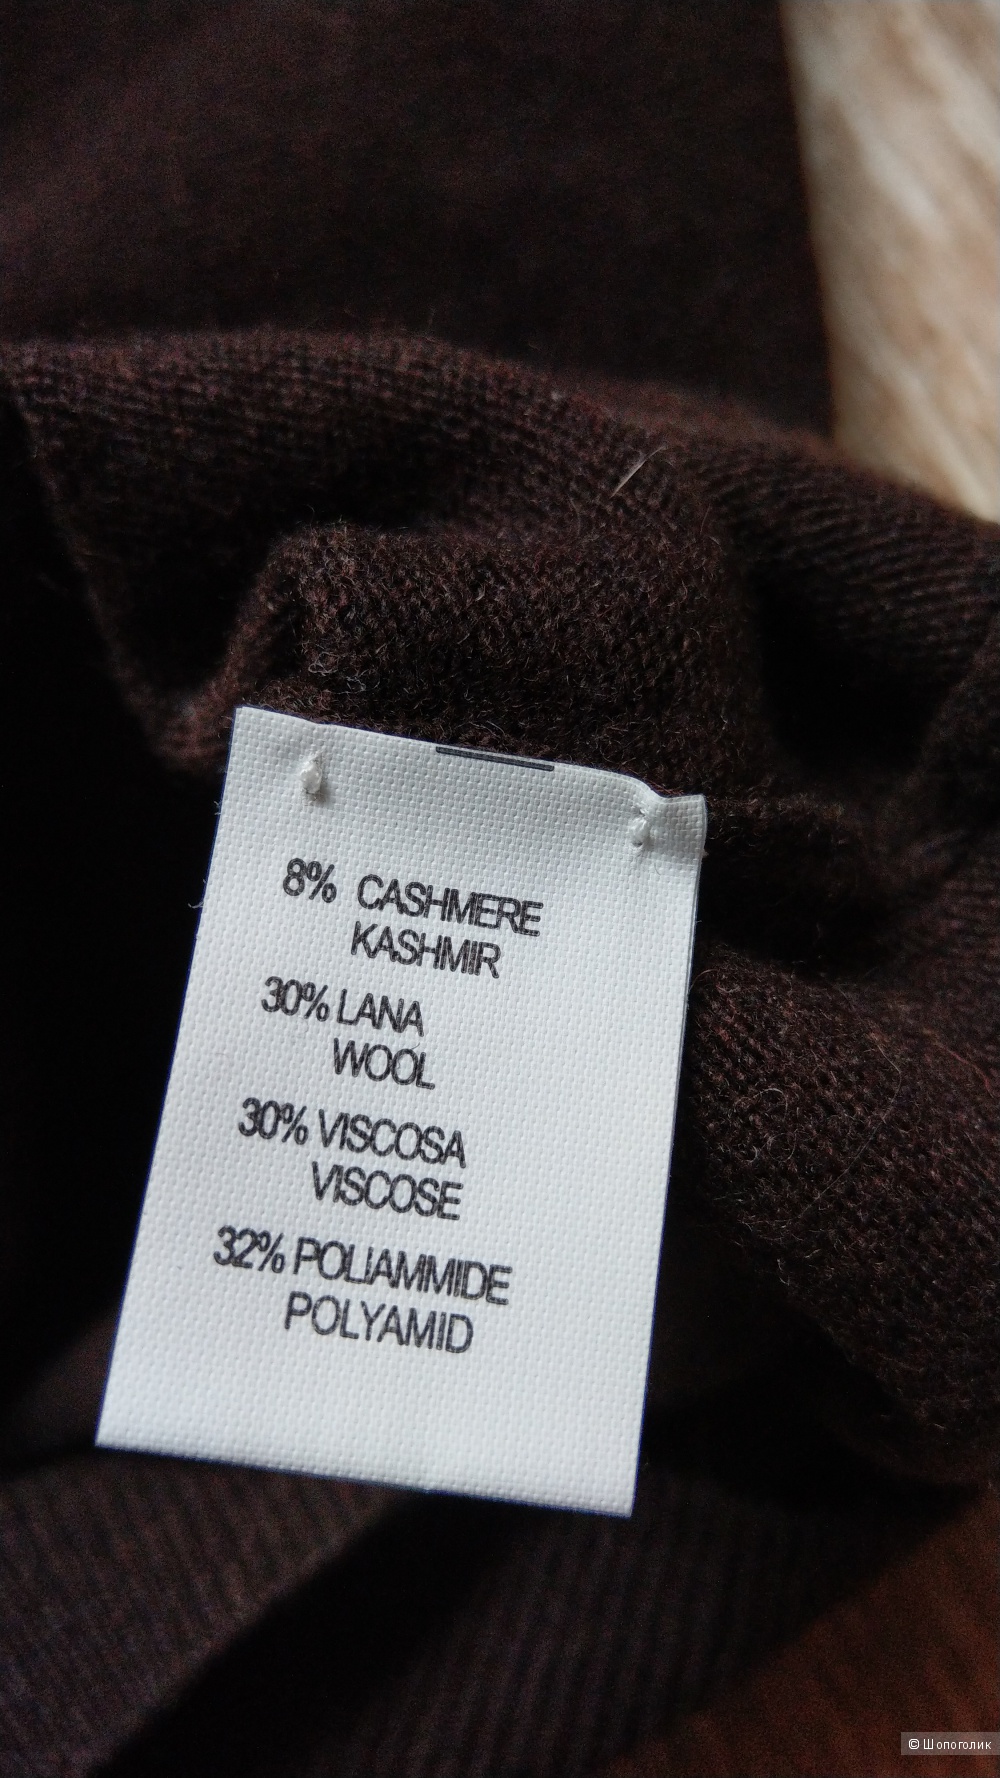 8% CASHMERE
KASHMIR
30% LANA
WOOL
30% VISCOSA
VISCOSE
32% POLIAMMIDE
POLYAMID
© Шопоголик